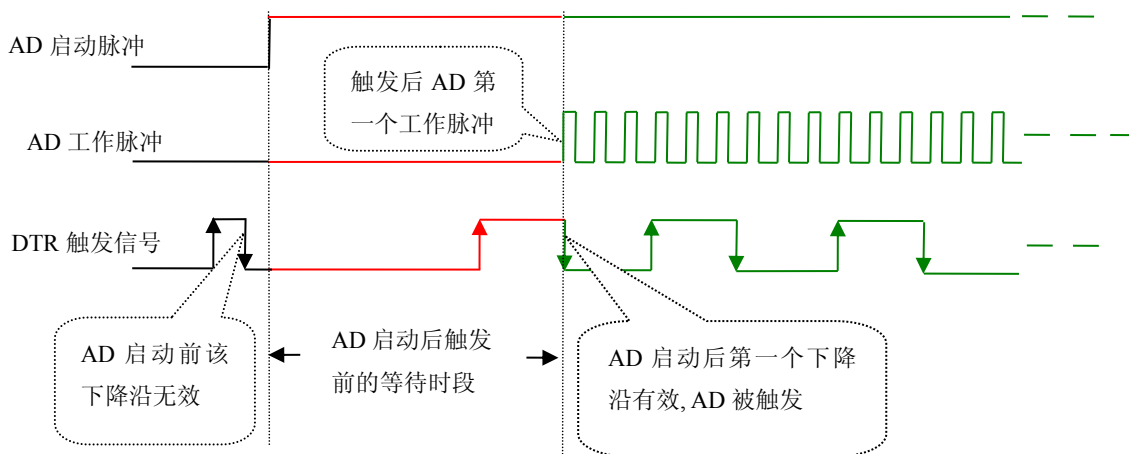 AD 启动脉冲
触发后 AD 第
一个工作脉冲
AD 工作脉冲
DTR 触发信号
AD 启动前该
下降沿无效
AD 启动后触发
前的等待时段
AD 启动后第一个下降
沿有效, AD 被触发